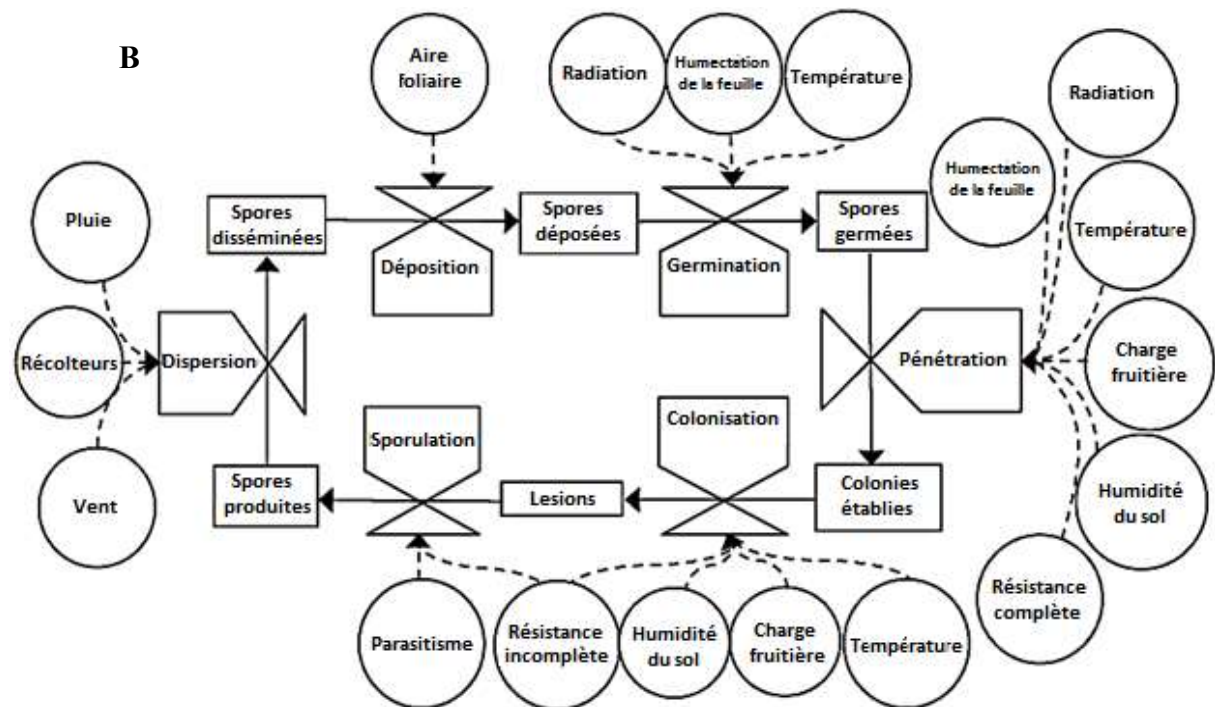 B
Aire
foliaire
Radiation
Humectation
de la feuille
Température
Radiation
Humectation
de la feuille
Température
Pluie
Spores
disséminées
Déposition
Spores
déposées
Germination
Spores
germées
Récolteurs
Dispersion
Pénétration
Charge
fruitière
Vent
Spores
produites
Sporulation
Lesions
Colonisation
Colonies
établies
Humidité
du sol
Résistance
complète
Parasitisme
Résistance
incomplète
Humidité
du sol
Charge
fruitière
Température